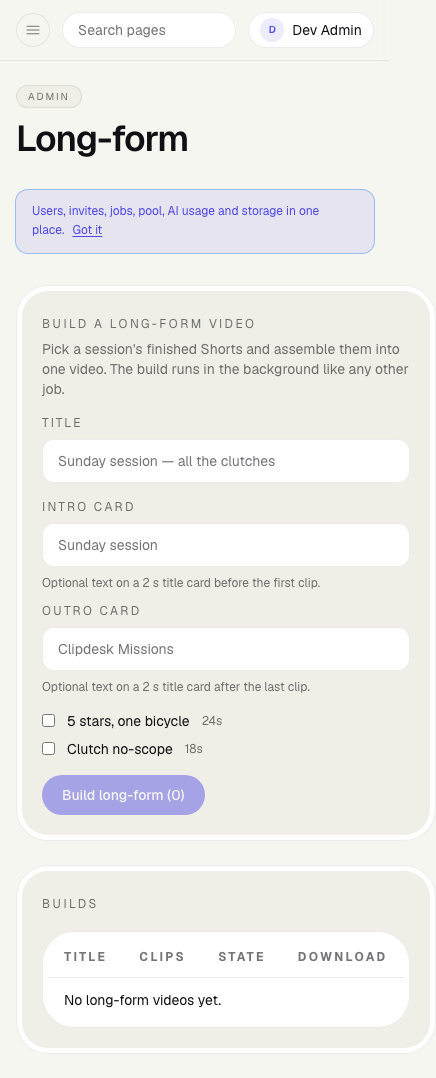 Search pages
D
Dev Admin
ADMIN
Long-form
Users, invites, jobs, pool, AI usage and storage in one
place. Got it
BUILD A LONG-FORM VIDEO
Pick a session's finished Shorts and assemble them into
one video. The build runs in the background like any other
job.
TITLE
Sunday session — all the clutches
INTRO CARD
Sunday session
Optional text on a 2 s title card before the first clip.
OUTRO CARD
Clipdesk Missions
Optional text on a 2 s title card after the last clip.
5 stars, one bicycle 24s
Clutch no-scope 18s
Build long-form (0)
BUILDS
TITLE CLIPS STATE DOWNLOAD
No long-form videos yet.